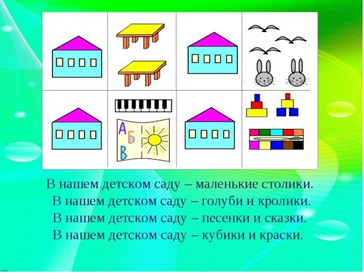 А
Б
В
В нашем детском саду – маленькие столики.
В нашем детском саду – голуби и кролики.
В нашем детском саду – песенки и сказки.
В нашем детском саду – кубики и краски.